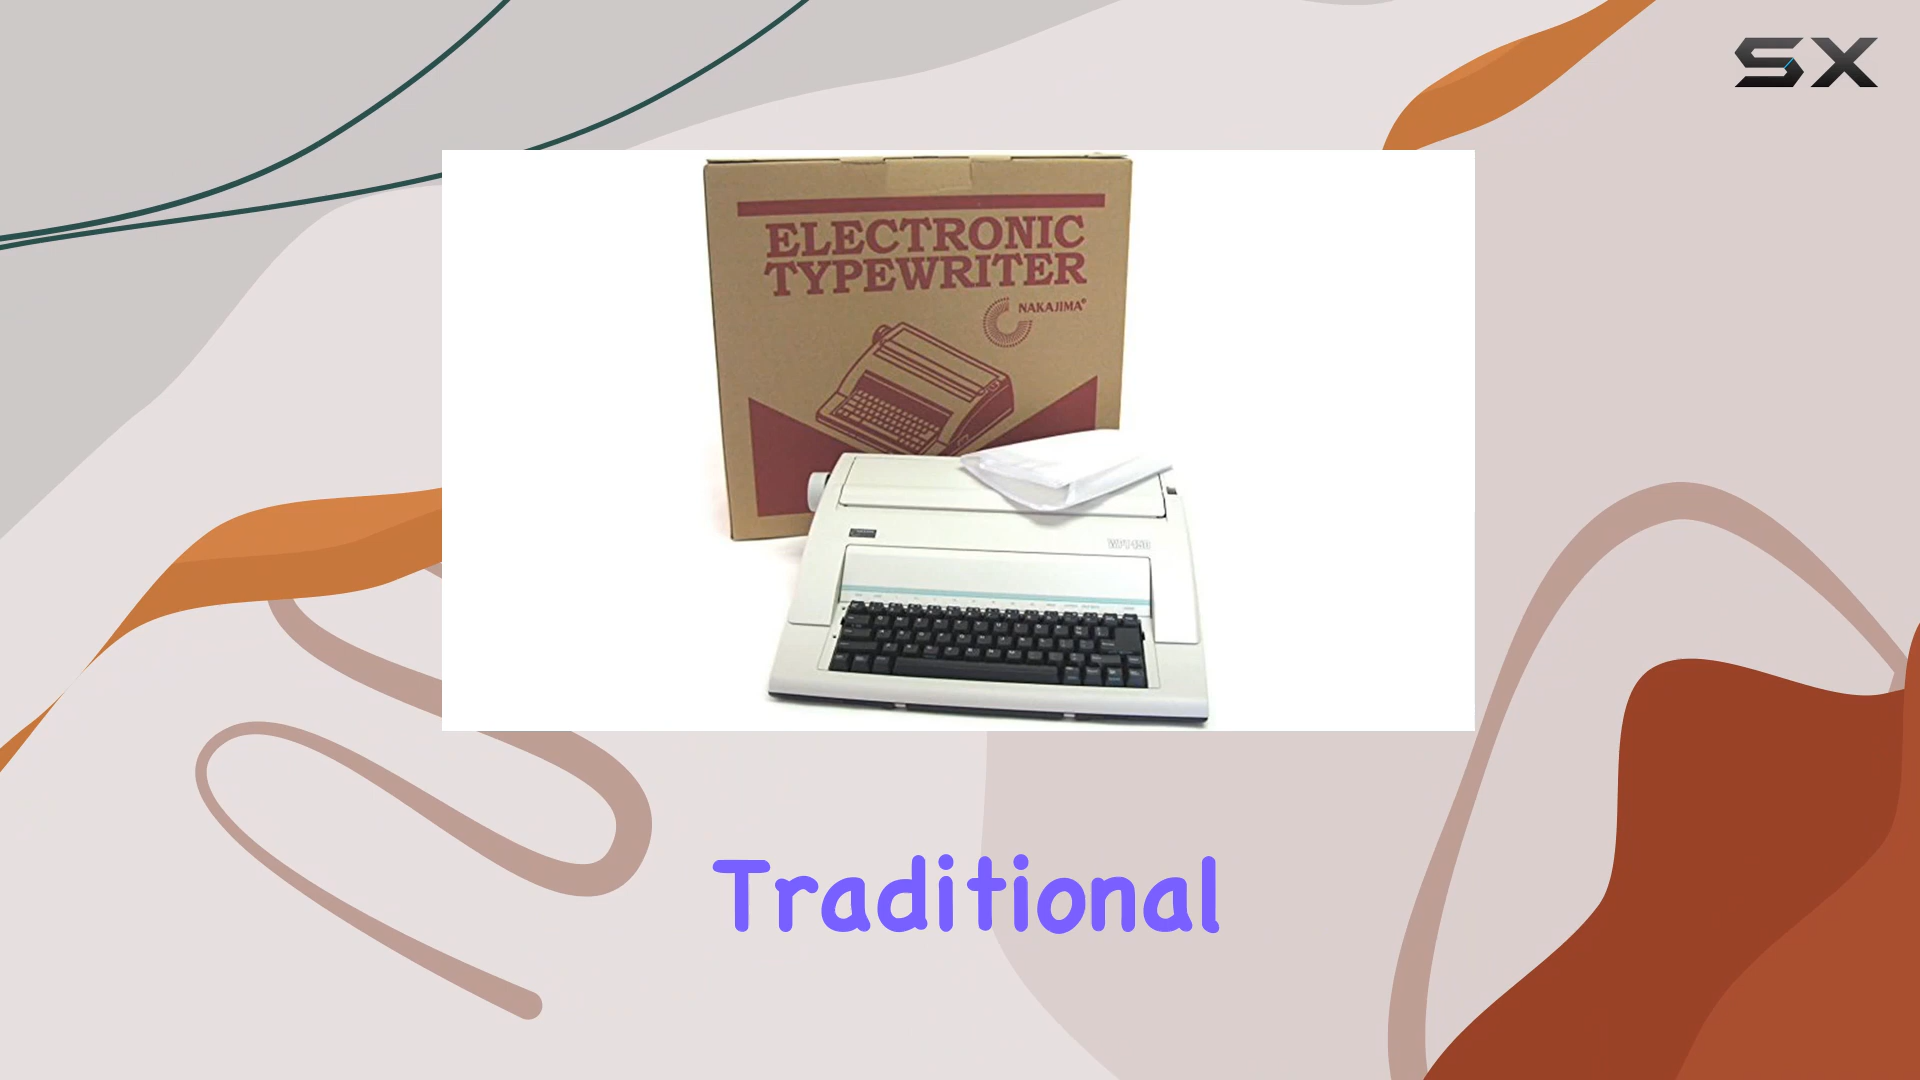 SX
ELECTRONIC
TYPEWRITER
NAKAJIMA®
Traditional